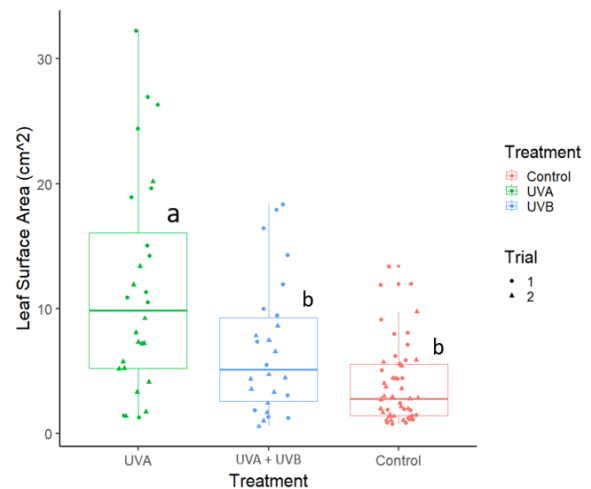 30
20
10
0
Leaf Surface Area (cm^2)
a
b
b
UVA
UVA + UVB
Control
Treatment
Treatment
Control
UVA
UVB
Trial
1
2